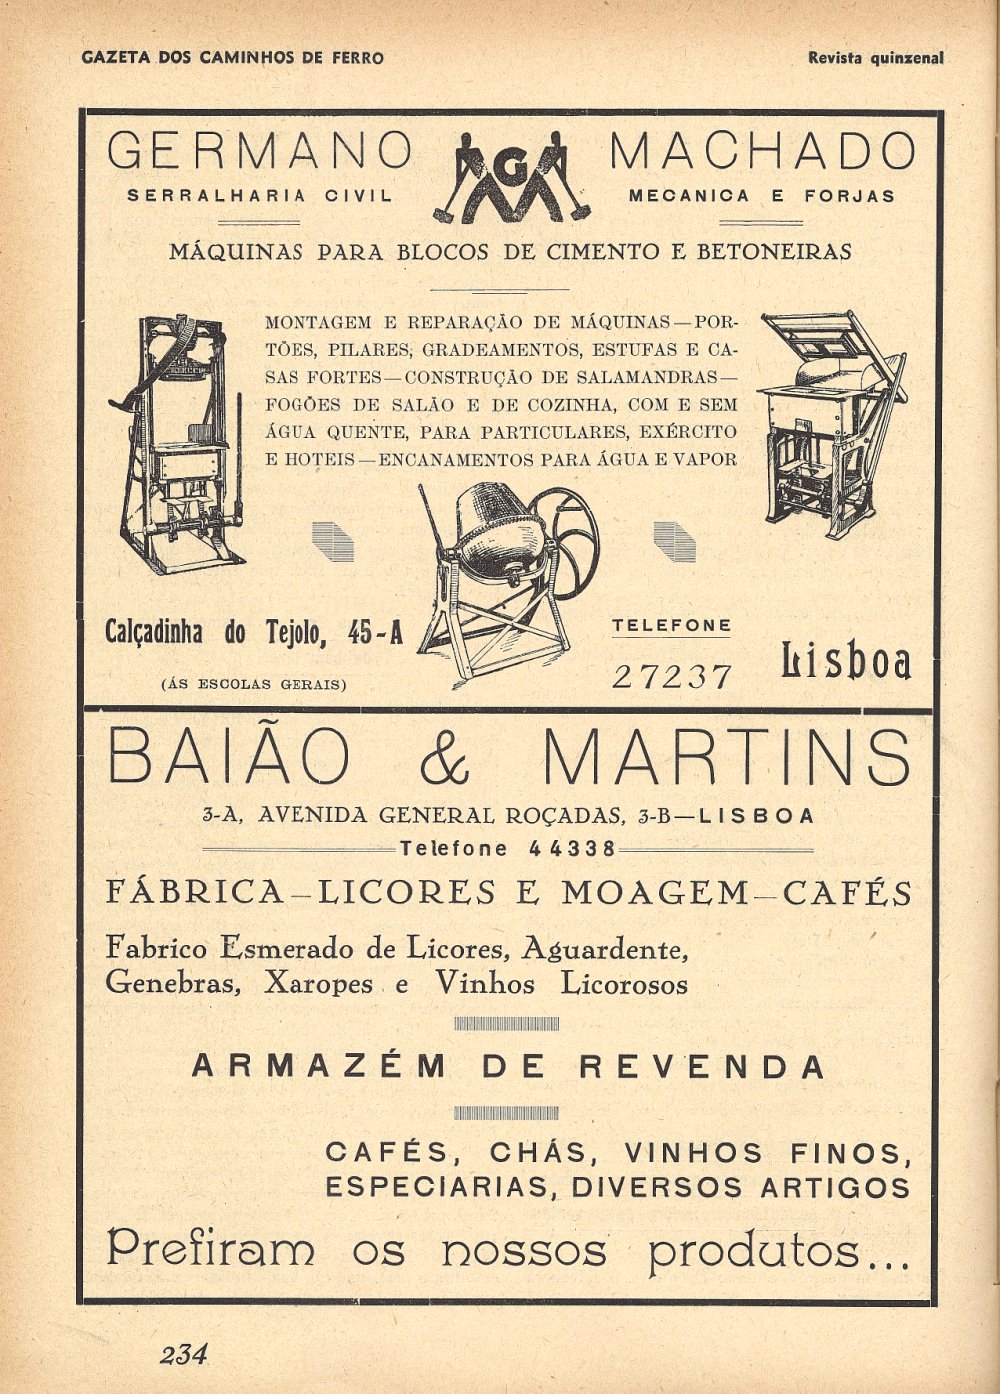 GAZETA DOS CAMINHOS DE FERRO
Revista quinzenal
GERMANO
G
MACHADO
SERRALHARIA CIVIL
MECANICA E FORJAS
MÁQUINAS PARA BLOCOS DE CIMENTO E BETONEIRAS
MONTAGEM E REPARAÇÃO DE MÁQUINAS—POR-
TÕES, PILARES, GRADEAMENTOS, ESTUFAS E CA-
SAS FORTES—CONSTRUÇÃO DE SALAMANDRAS—
FOGÕES DE SALÃO E DE COZINHA, COM E SEM
ÁGUA QUENTE, PARA PARTICULARES, EXÉRCITO
E HOTEIS—ENCANAMENTOS PARA ÁGUA E VAPOR
Calçadinha do Tejolo, 45-A
(ÁS ESCOLAS GERAIS)
TELEFONE
27237
Lisboa
BAIÃO & MARTINS
3-A, AVENIDA GENERAL ROÇADAS, 3-B—LISBOA
Telefone 44338
FÁBRICA—LICORES E MOAGEM—CAFÉS
Fabrico Esmerado de Licores, Aguardente,
Genebras, Xaropes e Vinhos Licorosos
ARMAZÉM DE REVENDA
CAFÉS, CHÁS, VINHOS FINOS,
ESPECIARIAS, DIVERSOS ARTIGOS
Prefiram os nossos produtos...
234